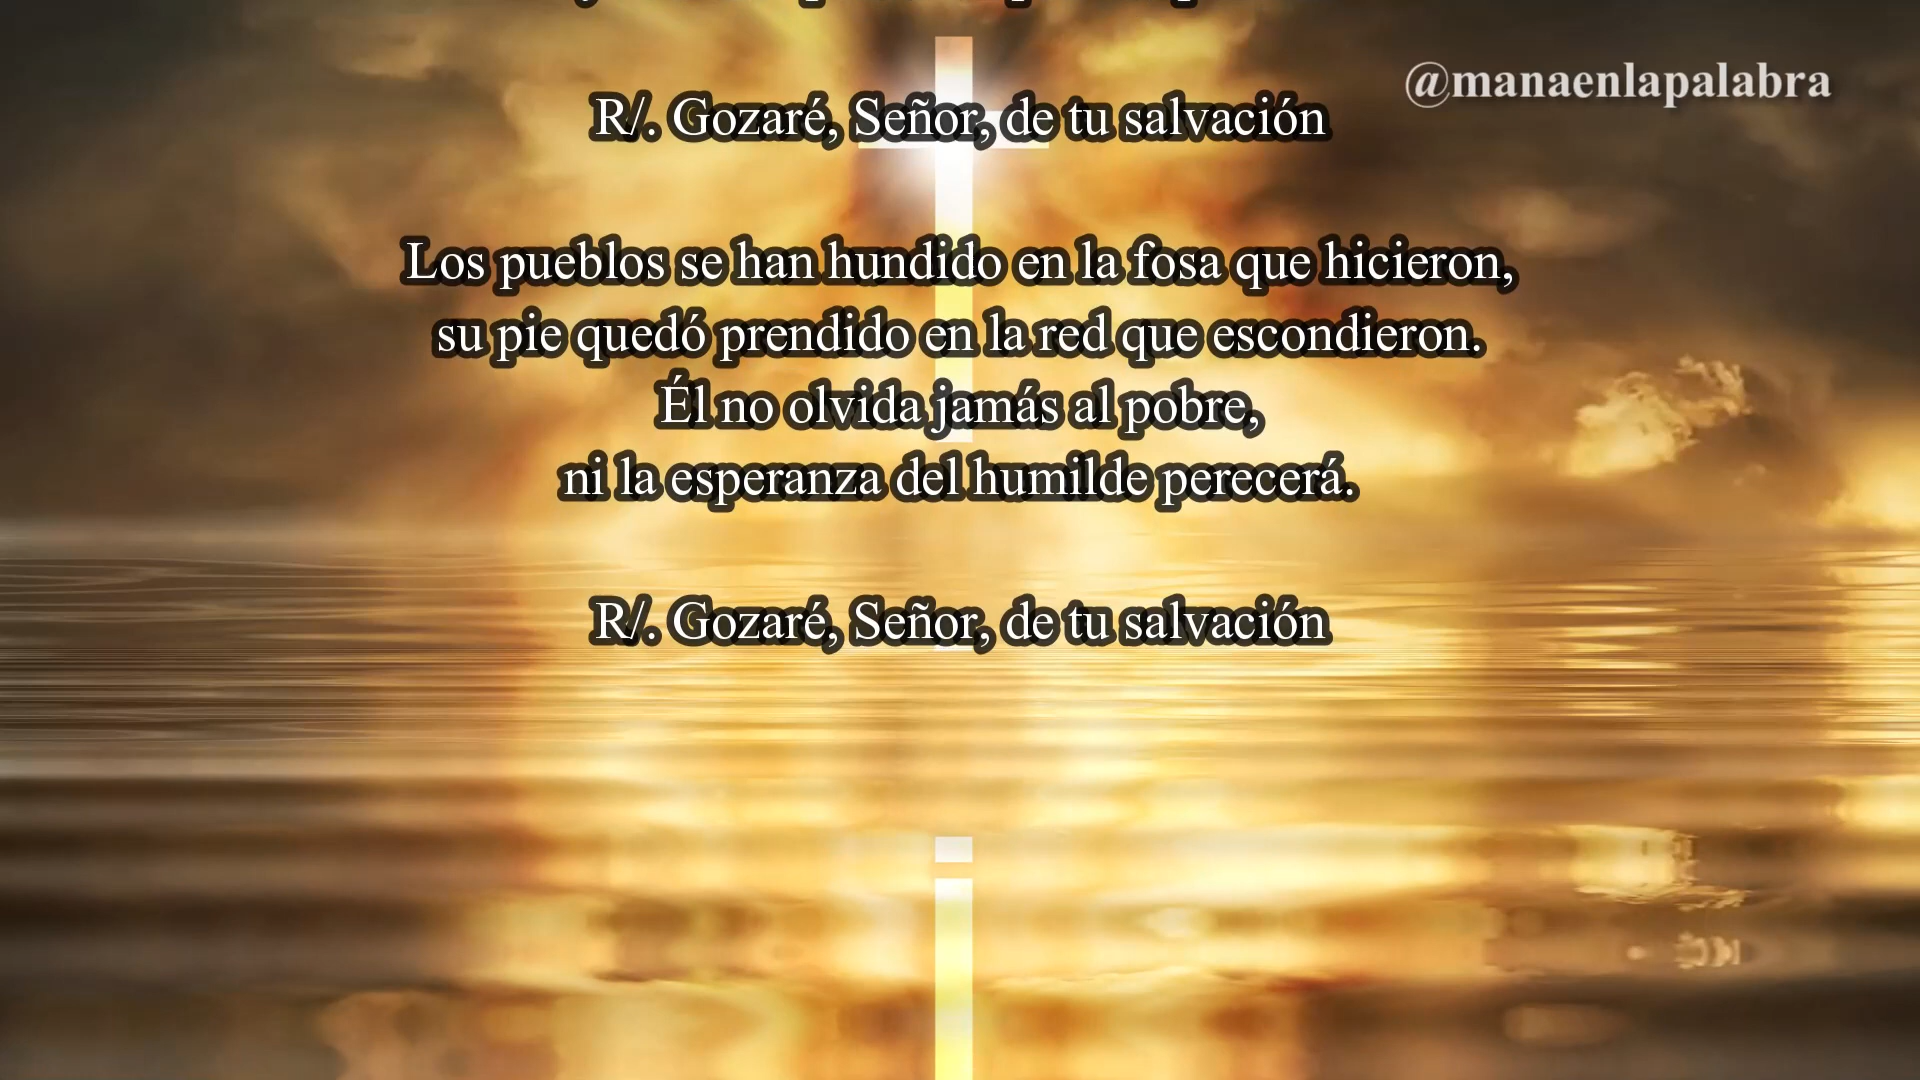 @manaenlapalabra
R/. Gozaré, Señor, de tu salvación
Los pueblos se han hundido en la fosa que hicieron,
su pie quedó prendido en la red que escondieron.
Él no olvida jamás al pobre,
ni la esperanza del humilde perecerá.
R/. Gozaré, Señor, de tu salvación